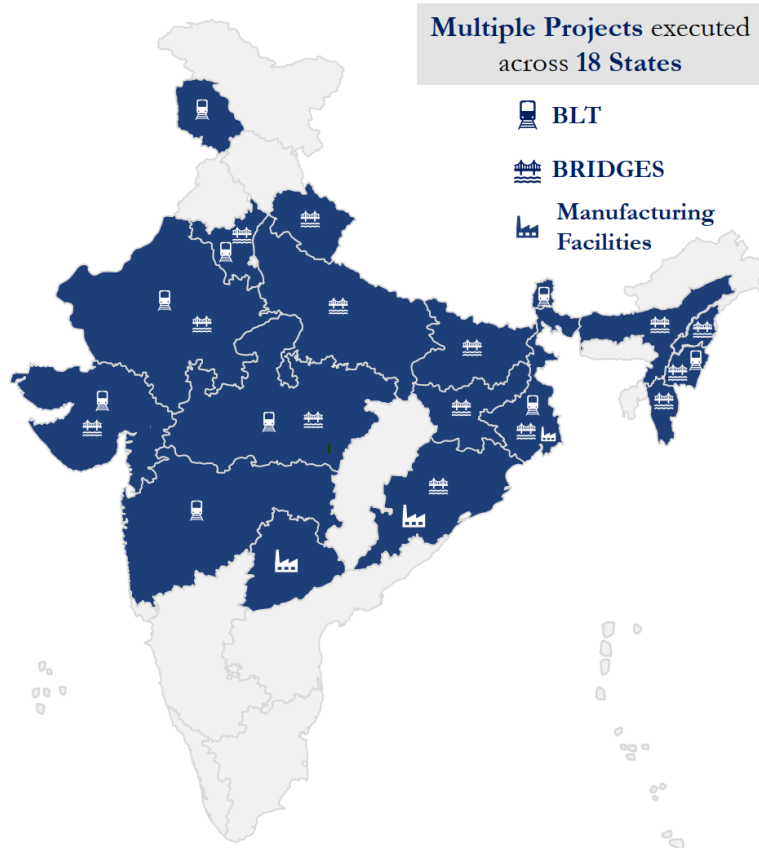 Multiple Projects executed
across 18 States
BLT
BRIDGES
Manufacturing
Facilities